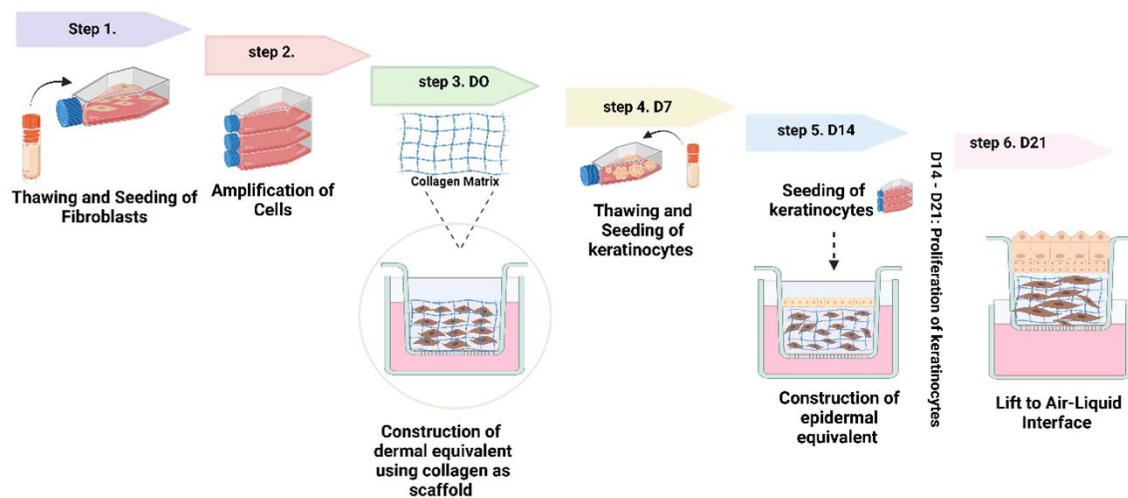 Step 1.
Thawing and Seeding of
Fibroblasts
step 2.
Amplification of
Cells
step 3. DO
Collagen Matrix
Construction of
dermal equivalent
using collagen as
scaffold
step 4. D7
Thawing and
Seeding of
keratinocytes
step 5. D14
Seeding of
keratinocytes
Construction of
epidermal
equivalent
D14 - D21: Proliferation of keratinocytes
step 6. D21
Lift to Air-Liquid
Interface